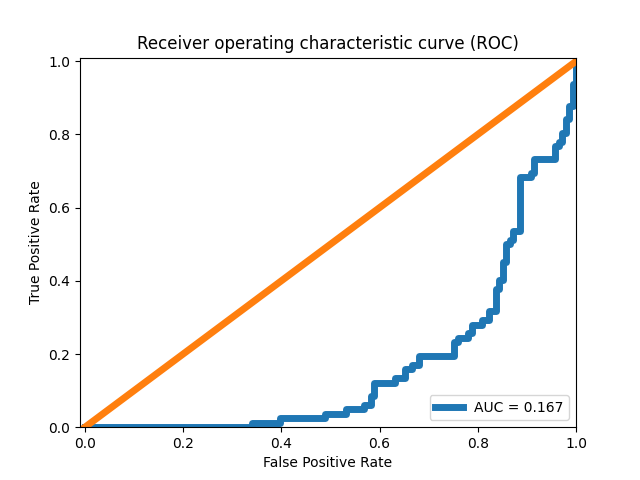 Receiver operating characteristic curve (ROC)
True Positive Rate
1.0
0.8
0.6
0.4
0.2
0.0
0.0 0.2 0.4 0.6 0.8 1.0
False Positive Rate
AUC = 0.167